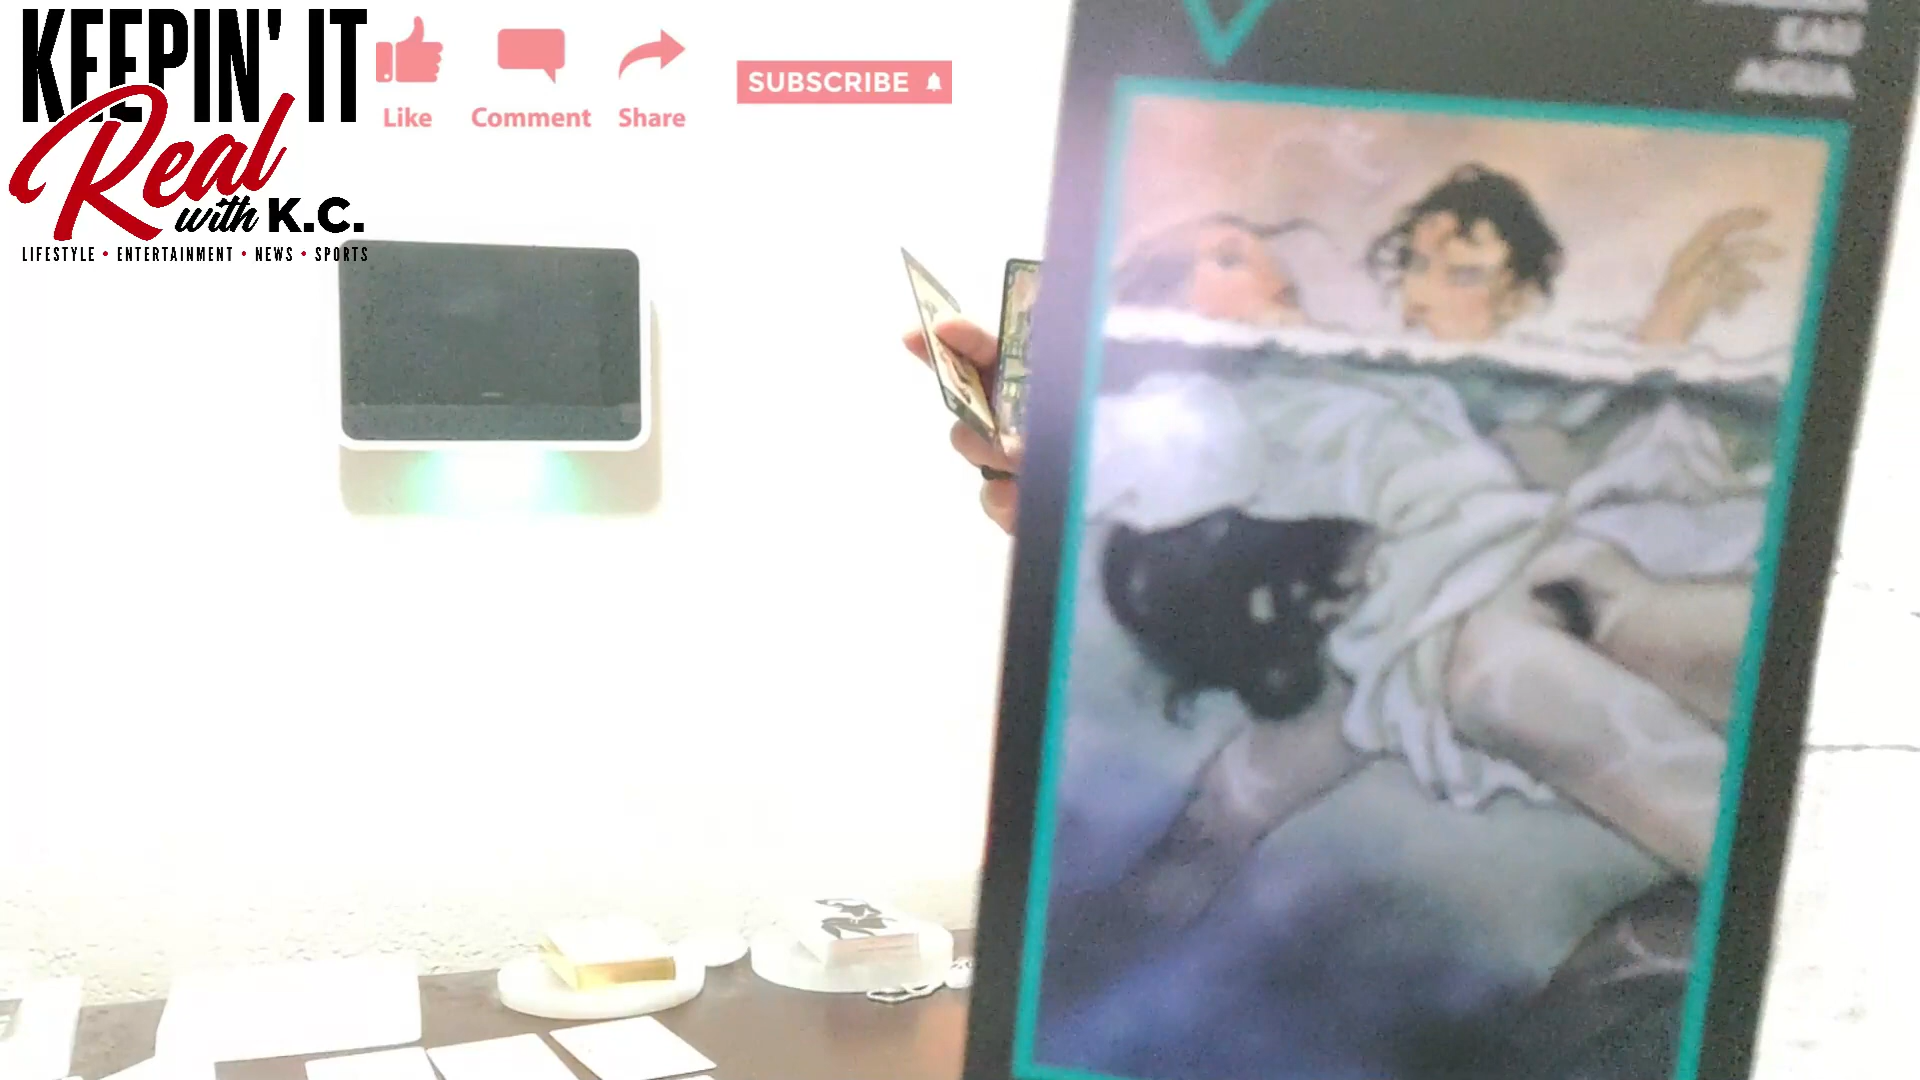 KEEPIN' IT
Real
with K.C.
LIFESTYLE • ENTERTAINMENT • NEWS • SPORTS
Like
Comment
Share
SUBSCRIBE
EAU
AGUA